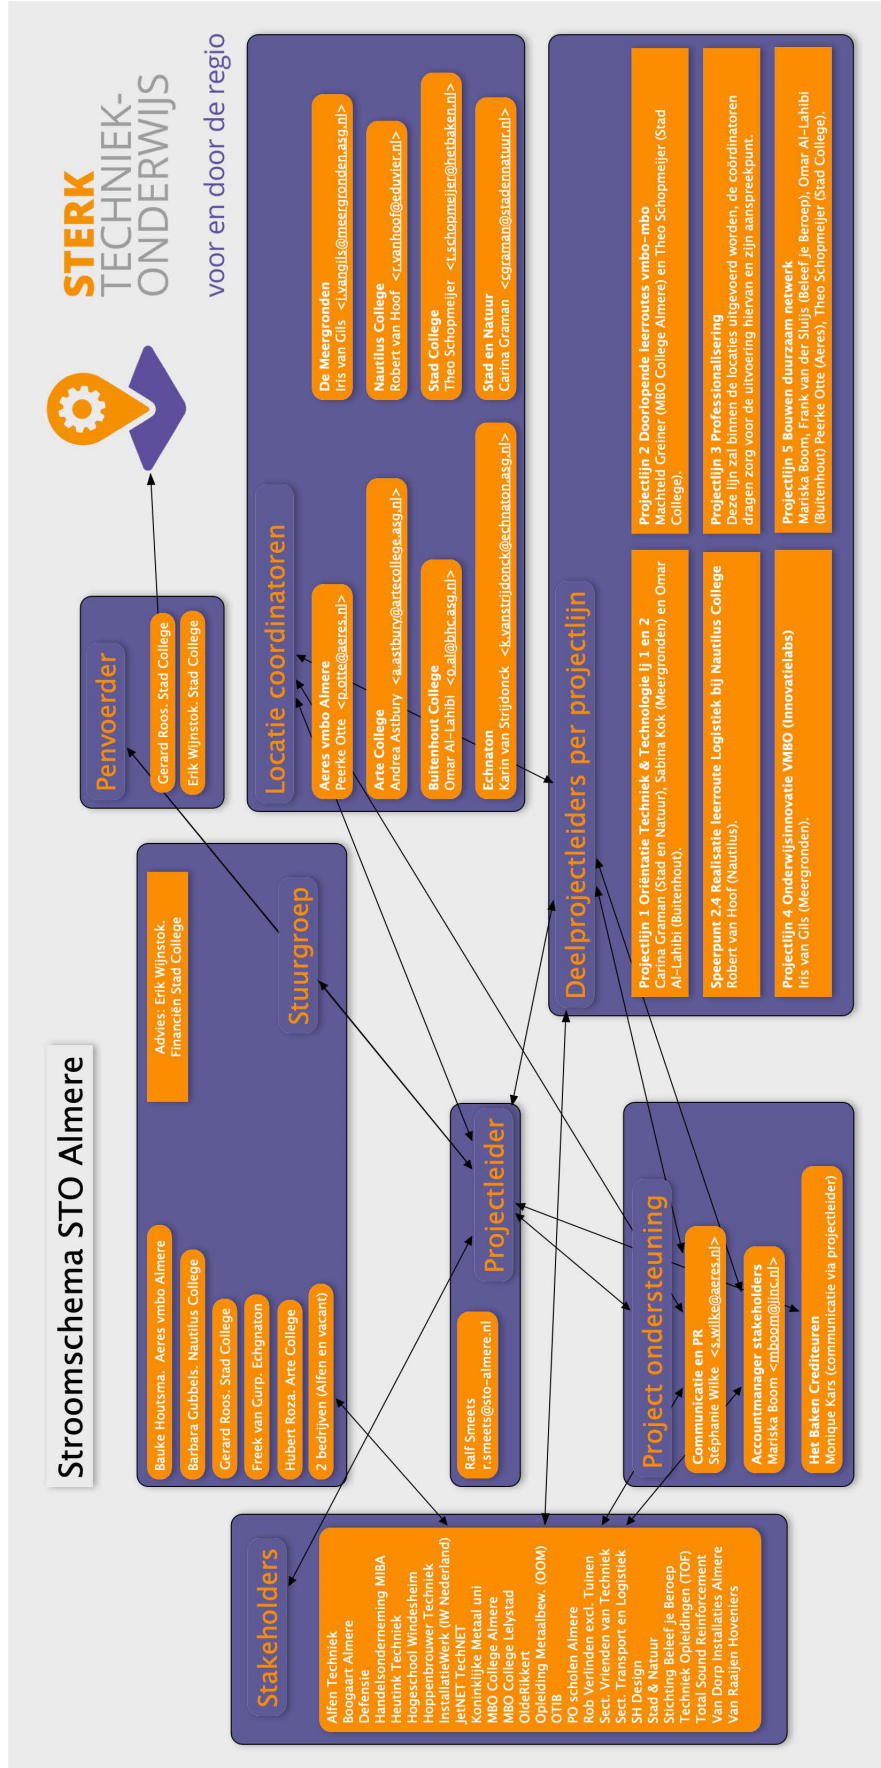 Stroomschema STO Almere
STERK
TECHNIEK-
ONDERWIJS
voor en door de regio
Stakeholders
Alfen Techniek
Boogaart Almere
Defensie
Handelsonderneming MIBA
Heutink Techniek
Hogeschool Windesheim
Hoppenbrouwer Techniek
InstallatieWerk (IW Nederland)
JetNET TechNET
Koninklijke Metaal uni
MBO College Almere
MBO College Lelystad
OldeRikkert
Opleiding Metaalbew. (OOM)
OTIB
PO scholen Almere
Rob Verlinden excl. Tuinen
Sect. Vrienden van Techniek
Sect. Transport en Logistiek
SH Design
Stad & Natuur
Stichting Beleef je Beroep
Techniek Opleidingen (TOF)
Total Sound Reinforcement
Van Dorp Installaties Almere
Van Raaijen Hoveniers
Bauke Houtsma. Aeres vmbo Almere
Barbara Gubbels. Nautilus College
Gerard Roos. Stad College
Freek van Gurp. Echgnaton
Hubert Roza. Arte College
2 bedrijven (Alfen en vacant)
Advies: Erik Wijnstok.
Financiën Stad College
Stuurgroep
Penvoerder
Gerard Roos. Stad College
Erik Wijnstok. Stad College
Projectleider
Ralf Smeets
r.smeets@sto-almere.nl
Project ondersteuning
Communicatie en PR
Stéphanie Wilke <s.wilke@aeres.nl>
Accountmanager stakeholders
Mariska Boom <mboom@jinc.nl>
Het Baken Crediteuren
Monique Kars (communicatie via projectleider)
Locatie coordinatoren
Aeres vmbo Almere
Peerke Otte <p.otte@aeres.nl>
Arte College
Andrea Astbury <a.astbury@artecollege.asg.nl>
Buitenhout College
Omar Al-Lahibi <o.al@bhc.asg.nl>
Echnaton
Karin van Strijdonck <k.vanstrijdonck@echnaton.asg.nl>
De Meergronden
Iris van Gils <i.vangils@meergronden.asg.nl>
Nautilus College
Robert van Hoof <r.vanhoof@eduvier.nl>
Stad College
Theo Schopmeijer <t.schopmeijer@hetbaken.nl>
Stad en Natuur
Carina Graman <cgraman@stadennatuur.nl>
Deelprojectleiders per projectlijn
Projectlijn 1 Oriëntatie Techniek & Technologie lj 1 en 2
Carina Graman (Stad en Natuur), Sabina Kok (Meergronden) en Omar
Al-Lahibi (Buitenhout).
Speerpunt 2.4 Realisatie leerroute Logistiek bij Nautilus College
Robert van Hoof (Nautilus).
Projectlijn 4 Onderwijsinnovatie VMBO (Innovatielabs)
Iris van Gils (Meergronden).
Projectlijn 2 Doorlopende leerroutes vmbo-mbo
Machteld Greiner (MBO College Almere) en Theo Schopmeijer (Stad
College).
Projectlijn 3 Professionalisering
Deze lijn zal binnen de locaties uitgevoerd worden, de coördinatoren
dragen zorg voor de uitvoering hiervan en zijn aanspreekpunt.
Projectlijn 5 Bouwen duurzaam netwerk
Mariska Boom, Frank van der Sluijs (Beleef je Beroep), Omar Al-Lahibi
(Buitenhout) Peerke Otte (Aeres), Theo Schopmeijer (Stad College).